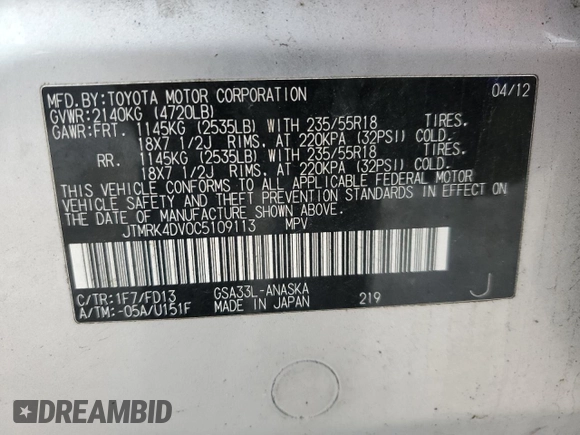 MFD.BY:TOYOTA MOTOR CORPORATION 04/12
GVWR:2140KG (4720LB)
GAWR:FRT. 1145KG (2535LB) WITH 235/55R18 TIRES.
18X7 1/2J RIMS. AT 220KPA (32PSI) COLD.
RR. 1145KG (2535LB) WITH 235/55R18 TIRES.
18X7 1/2J RIMS. AT 220KPA (32PSI) COLD.
THIS VEHICLE CONFORMS TO ALL APPLICABLE FEDERAL MOTOR
VEHICLE SAFETY AND THEFT PREVENTION STANDARDS IN EFFECT
ON THE DATE OF MANUFACTURE SHOWN ABOVE.
JTMRK4DV0C5109113 MPV
C/TR:1F7/FD13 GSA33L-ANASKA
A/TM:-05A/U151F MADE IN JAPAN 219 J
DREAMBID